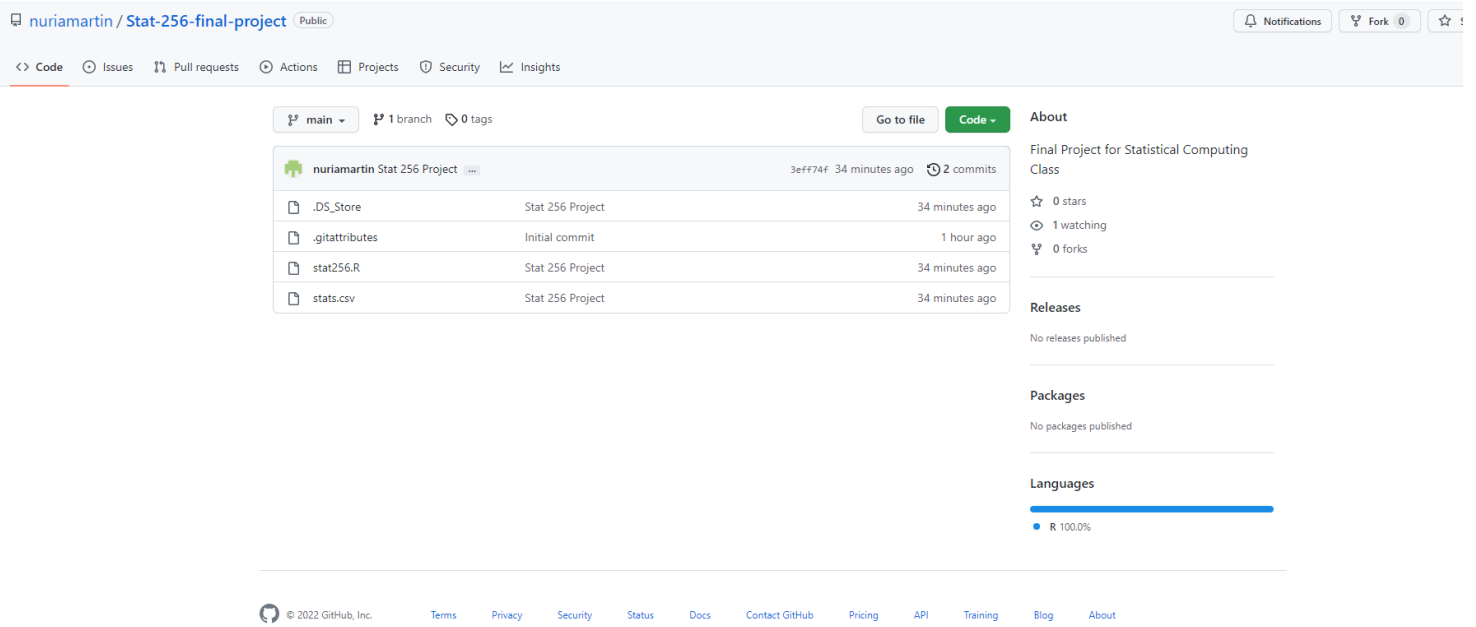 nuriamartin / Stat-256-final-project Public Notifications Fork 0 S
Code Issues Pull requests Actions Projects Security Insights
main 1 branch 0 tags Go to file Code
nuriamartin Stat 256 Project ... 3eff74f 34 minutes ago 2 commits
.DS_Store Stat 256 Project 34 minutes ago
.gitattributes Initial commit 1 hour ago
stat256.R Stat 256 Project 34 minutes ago
stats.csv Stat 256 Project 34 minutes ago
About
Final Project for Statistical Computing
Class
0 stars
1 watching
0 forks
Releases
No releases published
Packages
No packages published
Languages
R 100.0%
© 2022 GitHub, Inc. Terms Privacy Security Status Docs Contact GitHub Pricing API Training Blog About